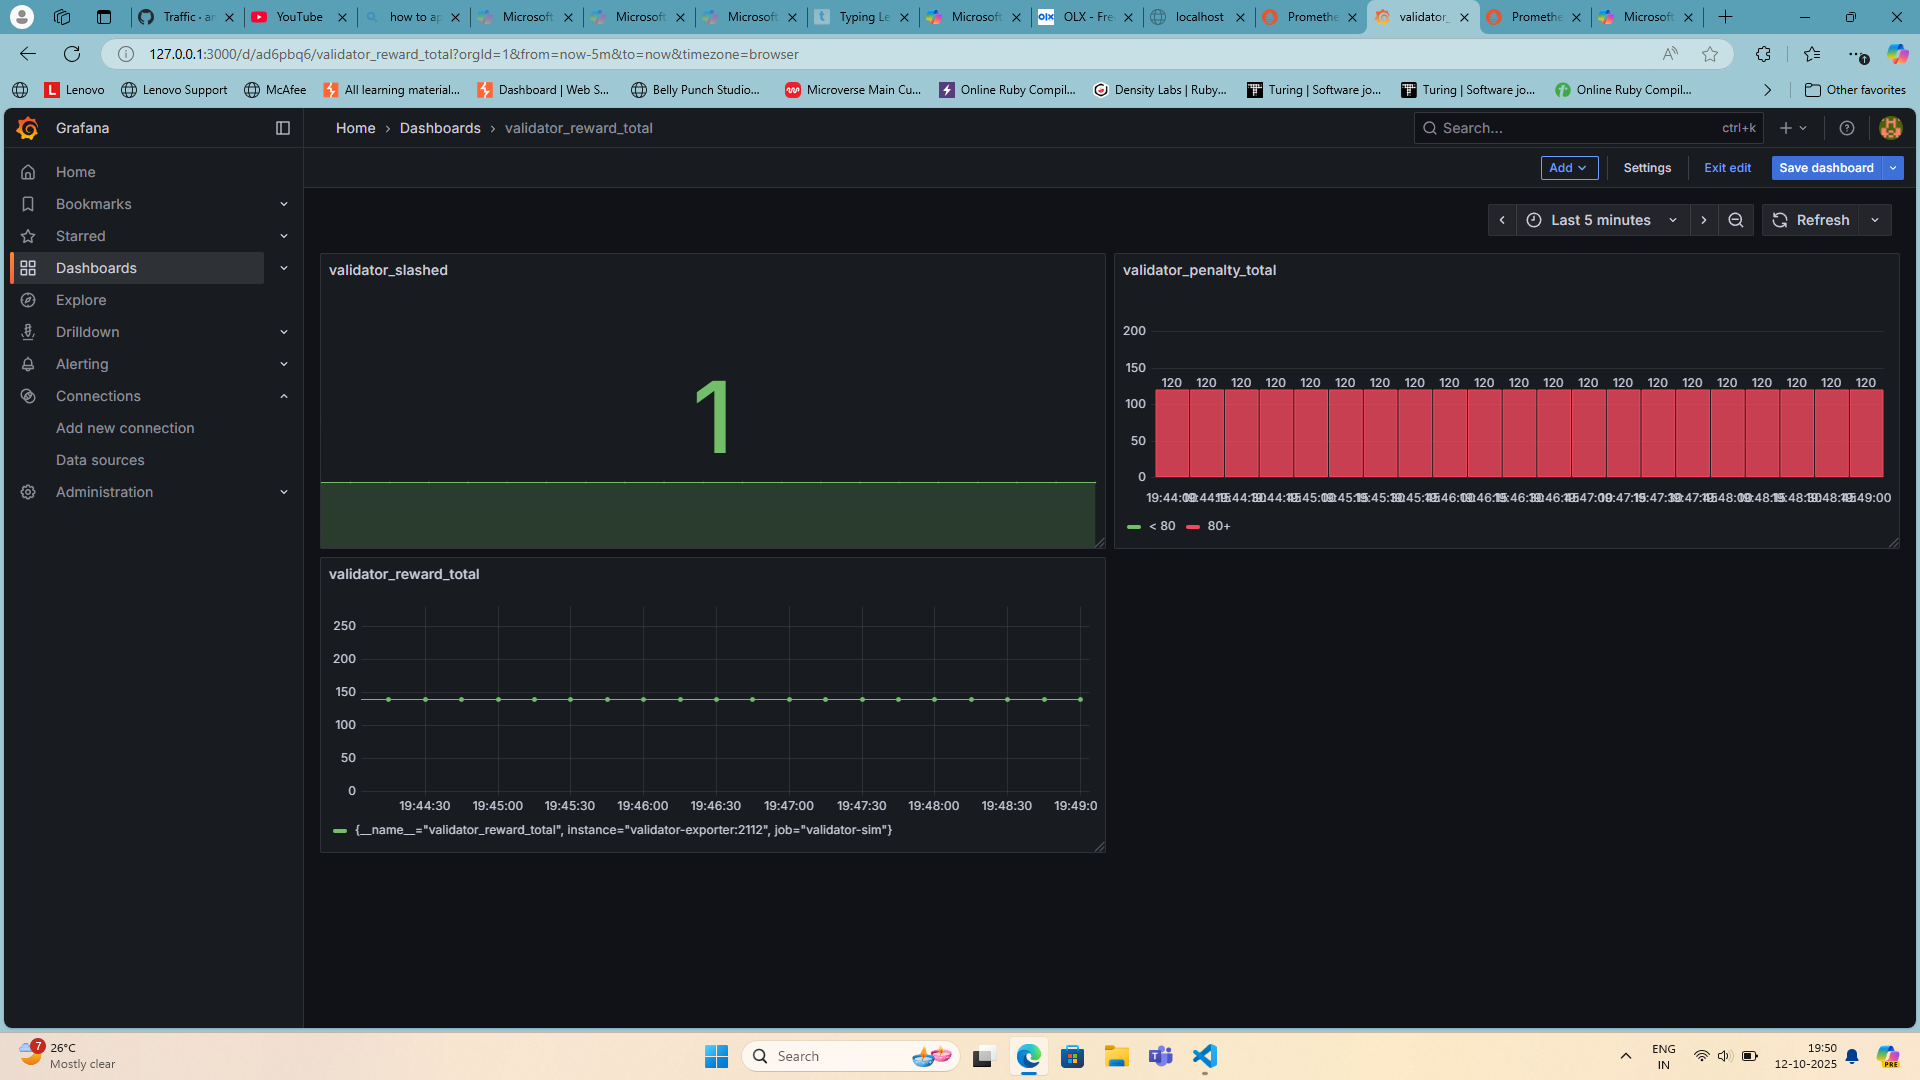 Traffic · an
YouTube
how to ap
Microsoft
Microsoft
Microsoft
Typing Le
Microsoft
OLX - Free
localhost
Promethe
validator_
Promethe
Microsoft
127.0.0.1:3000/d/ad6pbq6/validator_reward_total?orgId=1&from=now-5m&to=now&timezone=browser
Lenovo
Lenovo Support
McAfee
All learning material...
Dashboard | Web S...
Belly Punch Studio...
Microverse Main Cu...
Online Ruby Compil...
Density Labs | Ruby...
Turing | Software jo...
Turing | Software jo...
Online Ruby Compil...
Other favorites
Grafana
Home › Dashboards › validator_reward_total
Search...
ctrl+k
Home
Bookmarks
Starred
Dashboards
Explore
Drilldown
Alerting
Connections
Add new connection
Data sources
Administration
Add
Settings
Exit edit
Save dashboard
Last 5 minutes
Refresh
validator_slashed
1
validator_penalty_total
200
150
100
50
0
120 120 120 120 120 120 120 120 120 120 120 120 120 120 120 120 120 120 120 120 120
19:44:00 19:44:15 19:44:30 19:44:45 19:45:00 19:45:15 19:45:30 19:45:45 19:46:00 19:46:15 19:46:30 19:46:45 19:47:00 19:47:15 19:47:30 19:47:45 19:48:00 19:48:15 19:48:30 19:48:45 19:49:00
< 80 80+
validator_reward_total
250
200
150
100
50
0
19:44:30 19:45:00 19:45:30 19:46:00 19:46:30 19:47:00 19:47:30 19:48:00 19:48:30 19:49:0
{__name__="validator_reward_total", instance="validator-exporter:2112", job="validator-sim"}
7
26°C
Mostly clear
Search
ENG
IN
19:50
12-10-2025
PRE